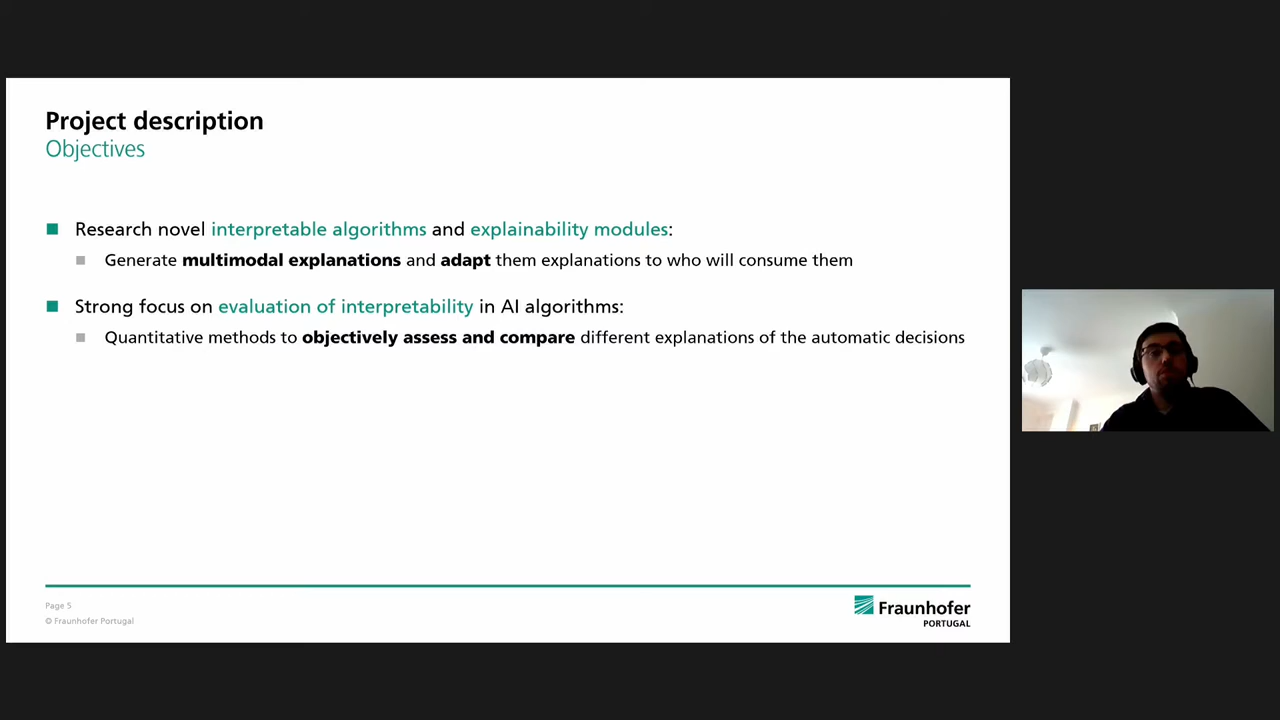 Project description
Objectives
Research novel interpretable algorithms and explainability modules:
Generate multimodal explanations and adapt them explanations to who will consume them
Strong focus on evaluation of interpretability in AI algorithms:
Quantitative methods to objectively assess and compare different explanations of the automatic decisions
Page 5
© Fraunhofer Portugal
Fraunhofer
PORTUGAL